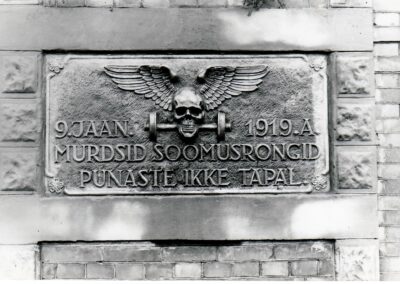 9.JAAN. 1919.A.
MURDSID SOOMUSRONGID
PUNASTE IKKE TAPAL.